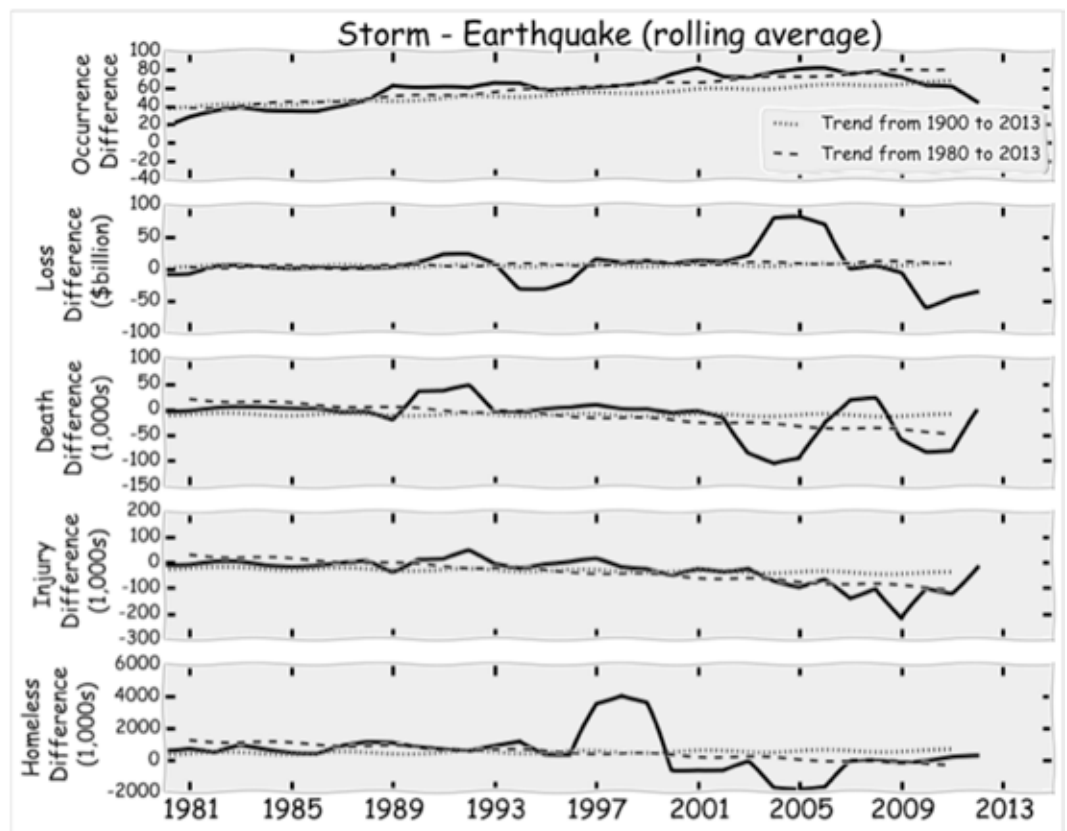 Storm - Earthquake (rolling average)
Occurrence
Difference
100
80
60
40
20
0
-20
-40
Trend from 1900 to 2013
Trend from 1980 to 2013
Loss
Difference
($billion)
100
50
0
-50
-100
Death
Difference
(1,000s)
100
50
0
-50
-100
-150
Injury
Difference
(1,000s)
200
100
0
-100
-200
-300
Homeless
Difference
(1,000s)
6000
4000
2000
0
-2000
1981 1985 1989 1993 1997 2001 2005 2009 2013